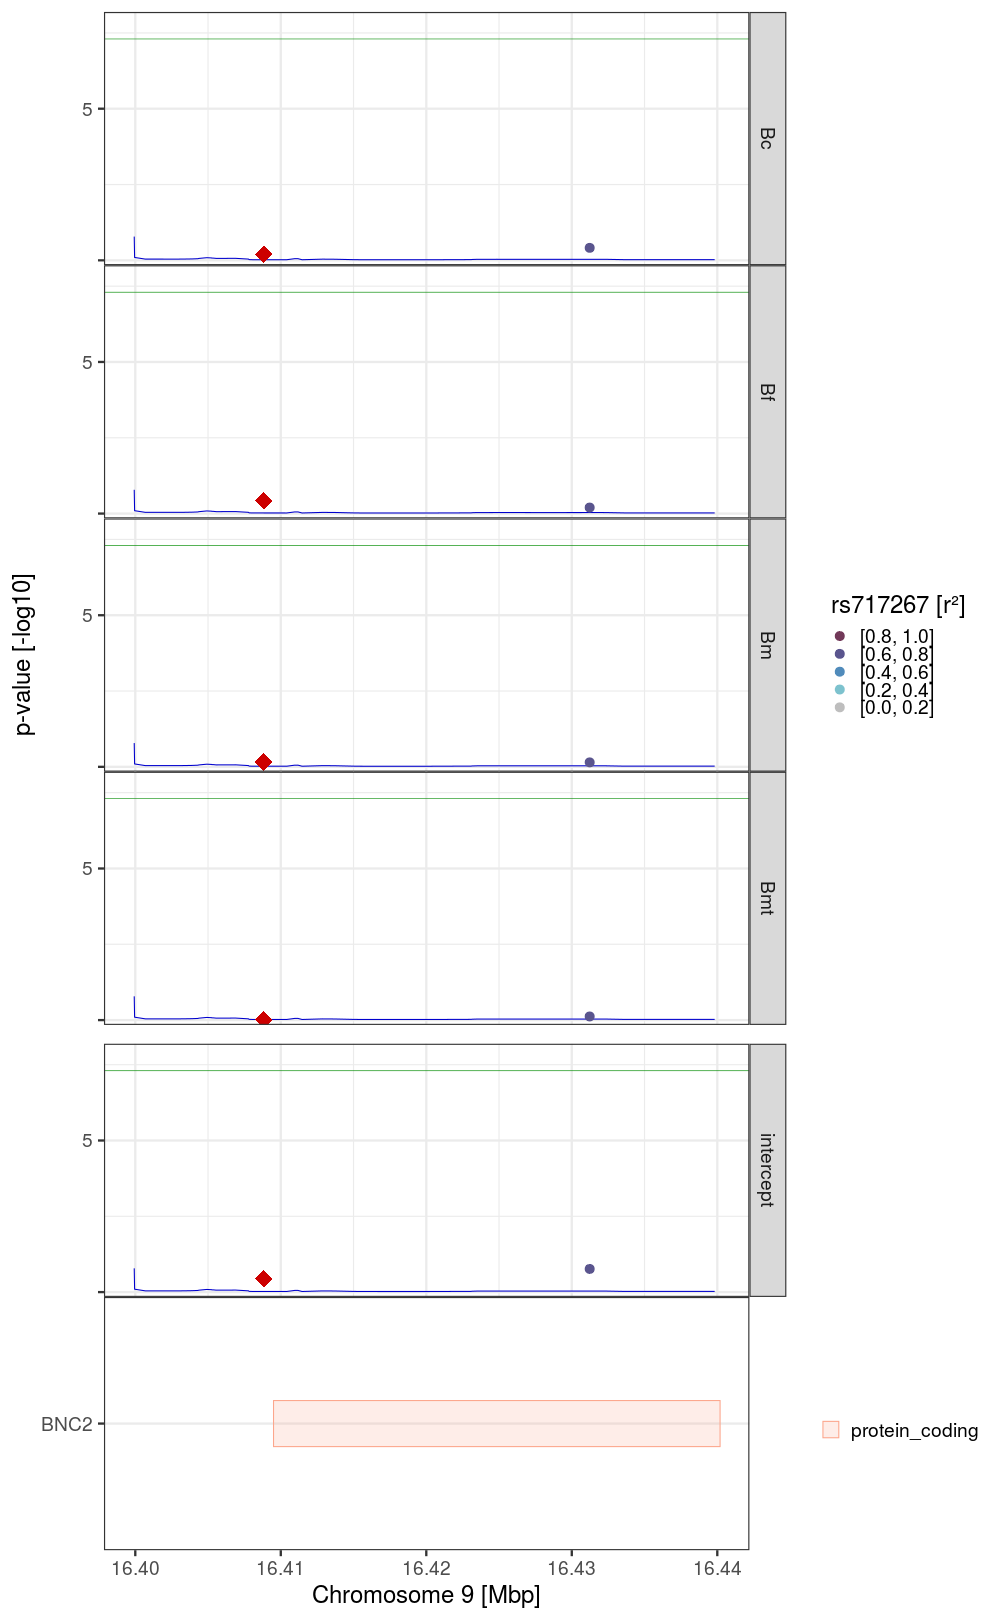 5
Bc
5
Bf
5
Bm
5
Bmt
5
intercept
p-value [-log10]
rs717267 [r²]
[0.8, 1.0]
[0.6, 0.8]
[0.4, 0.6]
[0.2, 0.4]
[0.0, 0.2]
BNC2
protein_coding
16.40 16.41 16.42 16.43 16.44
Chromosome 9 [Mbp]